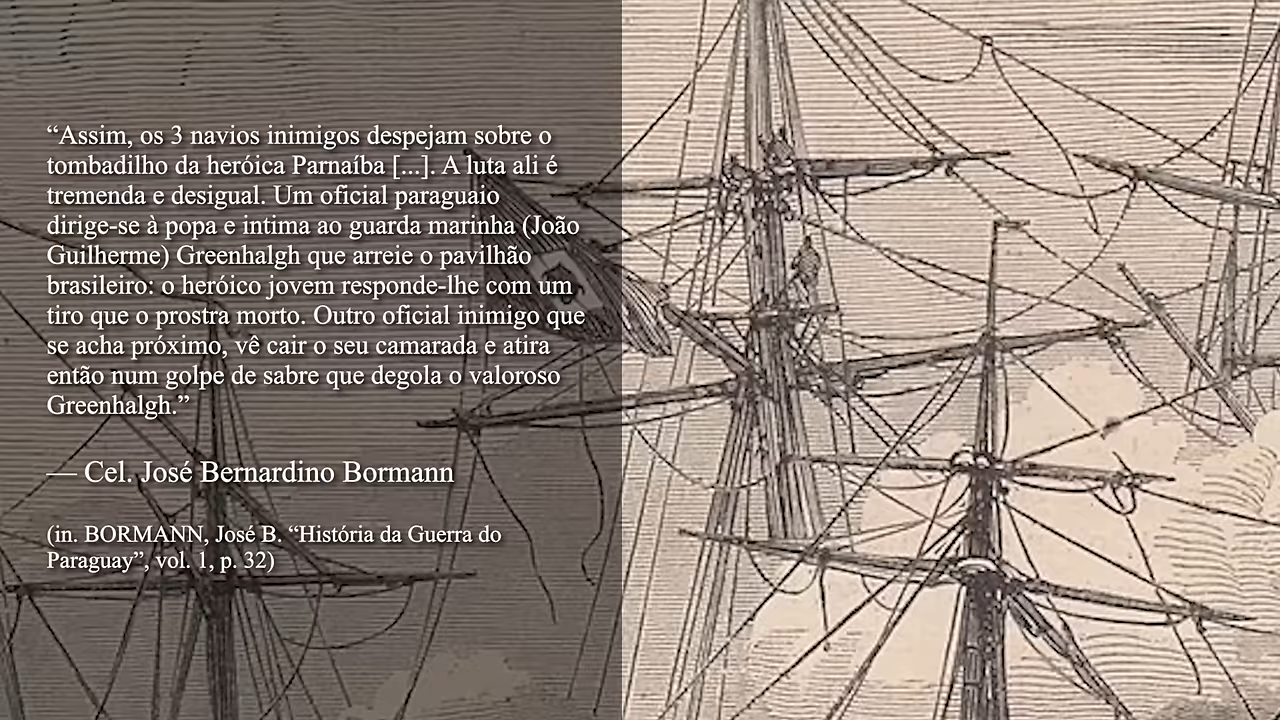 “Assim, os 3 navios inimigos despejam sobre o
tombadilho da heróica Parnaíba [...]. A luta ali é
tremenda e desigual. Um oficial paraguaio
dirige-se à popa e intima ao guarda marinha (João
Guilherme) Greenhalgh que arreie o pavilhão
brasileiro: o heróico jovem responde-lhe com um
tiro que o prostra morto. Outro oficial inimigo que
se acha próximo, vê cair o seu camarada e atira
então num golpe de sabre que degola o valoroso
Greenhalgh.”
— Cel. José Bernardino Bormann
(in. BORMANN, José B. “História da Guerra do
Paraguay”, vol. 1, p. 32)